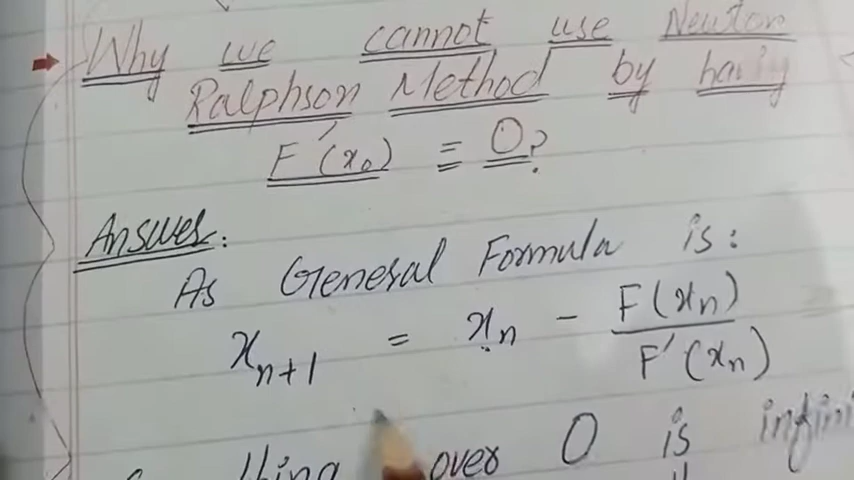 Why we cannot use Newton
Ralphson Method by having
F'(x₀) = 0?
Answer:
As General Formula is:
xₙ₊₁ = xₙ - F(xₙ)/F'(xₙ)
over 0 is